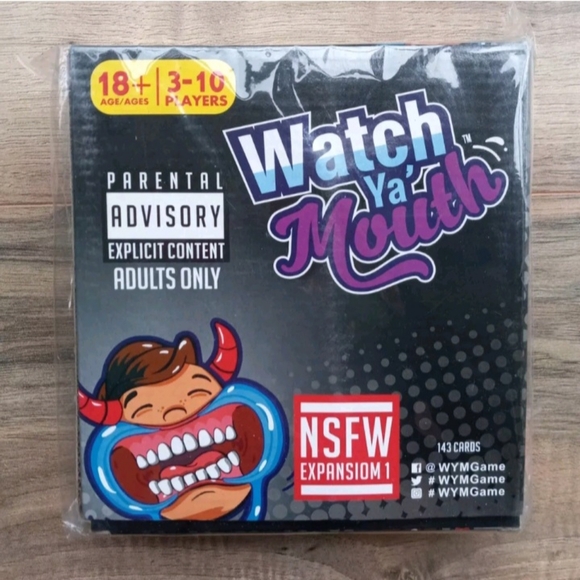 18+ 3-10
AGE/AGES PLAYERS
Watch
Ya'
Mouth
TM
PARENTAL
ADVISORY
EXPLICIT CONTENT
ADULTS ONLY
NSFW
EXPANSIOM 1
143 CARDS
@ WYMGame
# WYMGame
# WYMGame